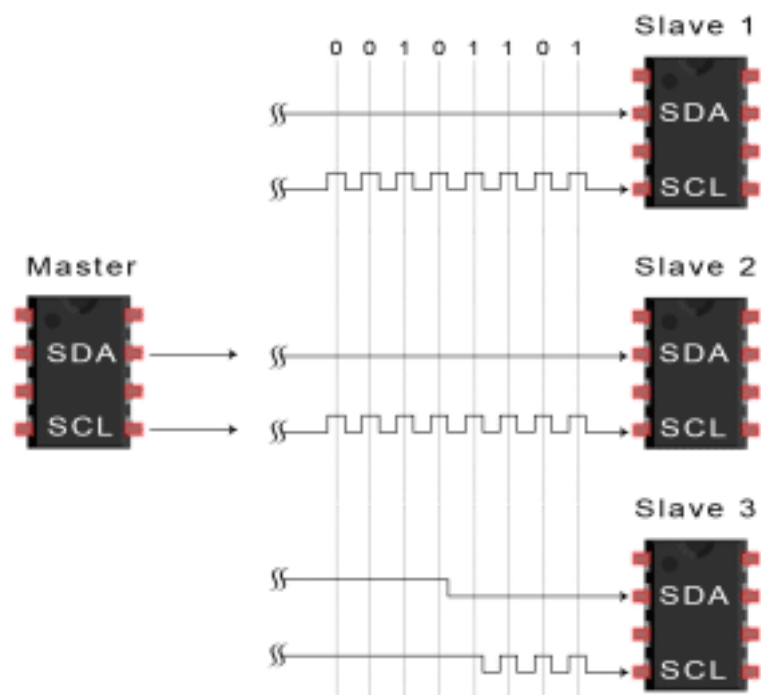 Slave 1
0 0 1 0 1 1 0 1
SDA
SCL
Master
SDA
SCL
Slave 2
SDA
SCL
Slave 3
SDA
SCL